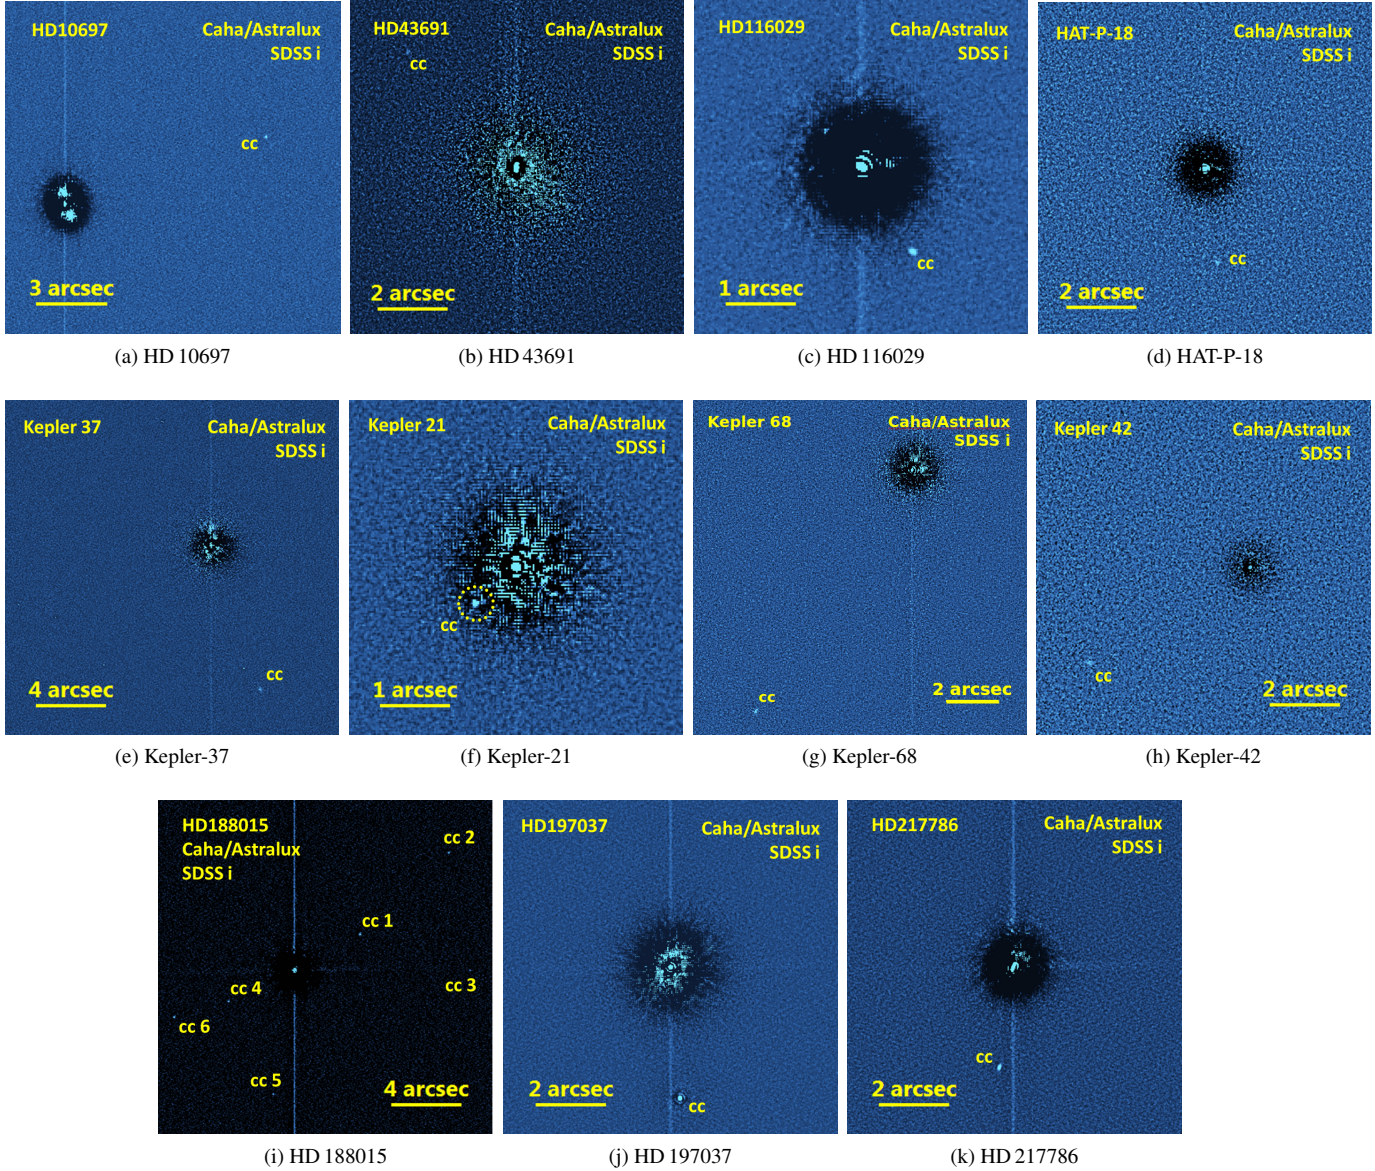 HD10697
Caha/Astralux
SDSS i
cc
3 arcsec
(a) HD 10697
HD43691
Caha/Astralux
SDSS i
cc
2 arcsec
(b) HD 43691
HD116029
Caha/Astralux
SDSS i
cc
1 arcsec
(c) HD 116029
HAT-P-18
Caha/Astralux
SDSS i
cc
2 arcsec
(d) HAT-P-18
Kepler 37
Caha/Astralux
SDSS i
cc
4 arcsec
(e) Kepler-37
Kepler 21
Caha/Astralux
SDSS i
cc
1 arcsec
(f) Kepler-21
Kepler 68
Caha/Astralux
SDSS i
cc
2 arcsec
(g) Kepler-68
Kepler 42
Caha/Astralux
SDSS i
cc
2 arcsec
(h) Kepler-42
HD188015
Caha/Astralux
SDSS i
cc 2
cc 1
cc 3
cc 4
cc 6
cc 5
4 arcsec
(i) HD 188015
HD197037
Caha/Astralux
SDSS i
2 arcsec
cc
(j) HD 197037
HD217786
Caha/Astralux
SDSS i
cc
2 arcsec
(k) HD 217786